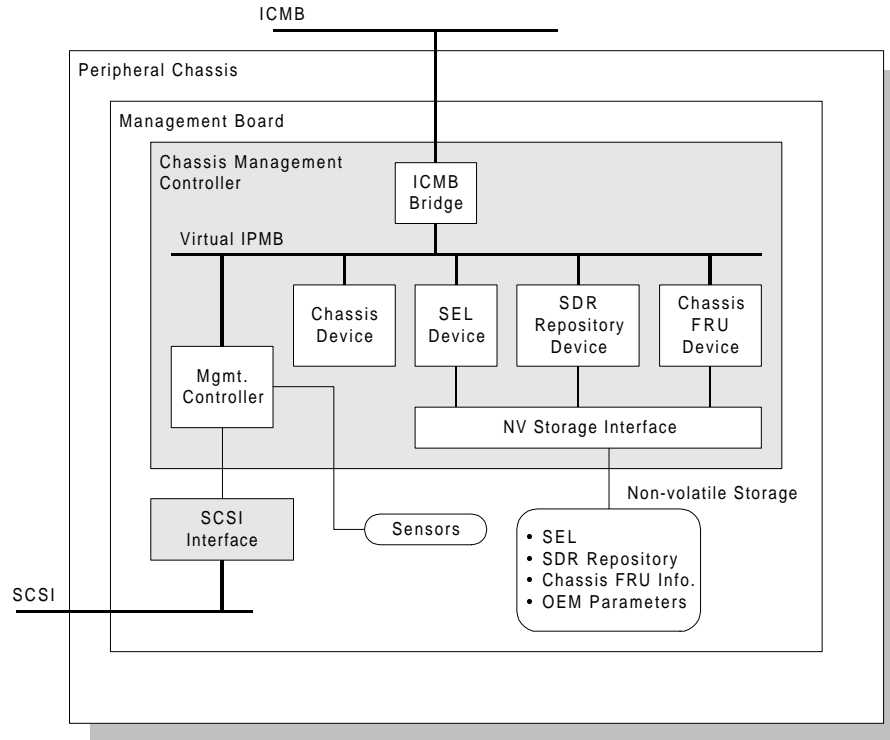 ICMB
Peripheral Chassis
Management Board
Chassis Management
Controller
ICMB
Bridge
Virtual IPMB
Chassis
Device
SEL
Device
SDR
Repository
Device
Chassis
FRU
Device
Mgmt.
Controller
NV Storage Interface
Non-volatile Storage
SCSI
Interface
Sensors
• SEL
• SDR Repository
• Chassis FRU Info.
• OEM Parameters
SCSI